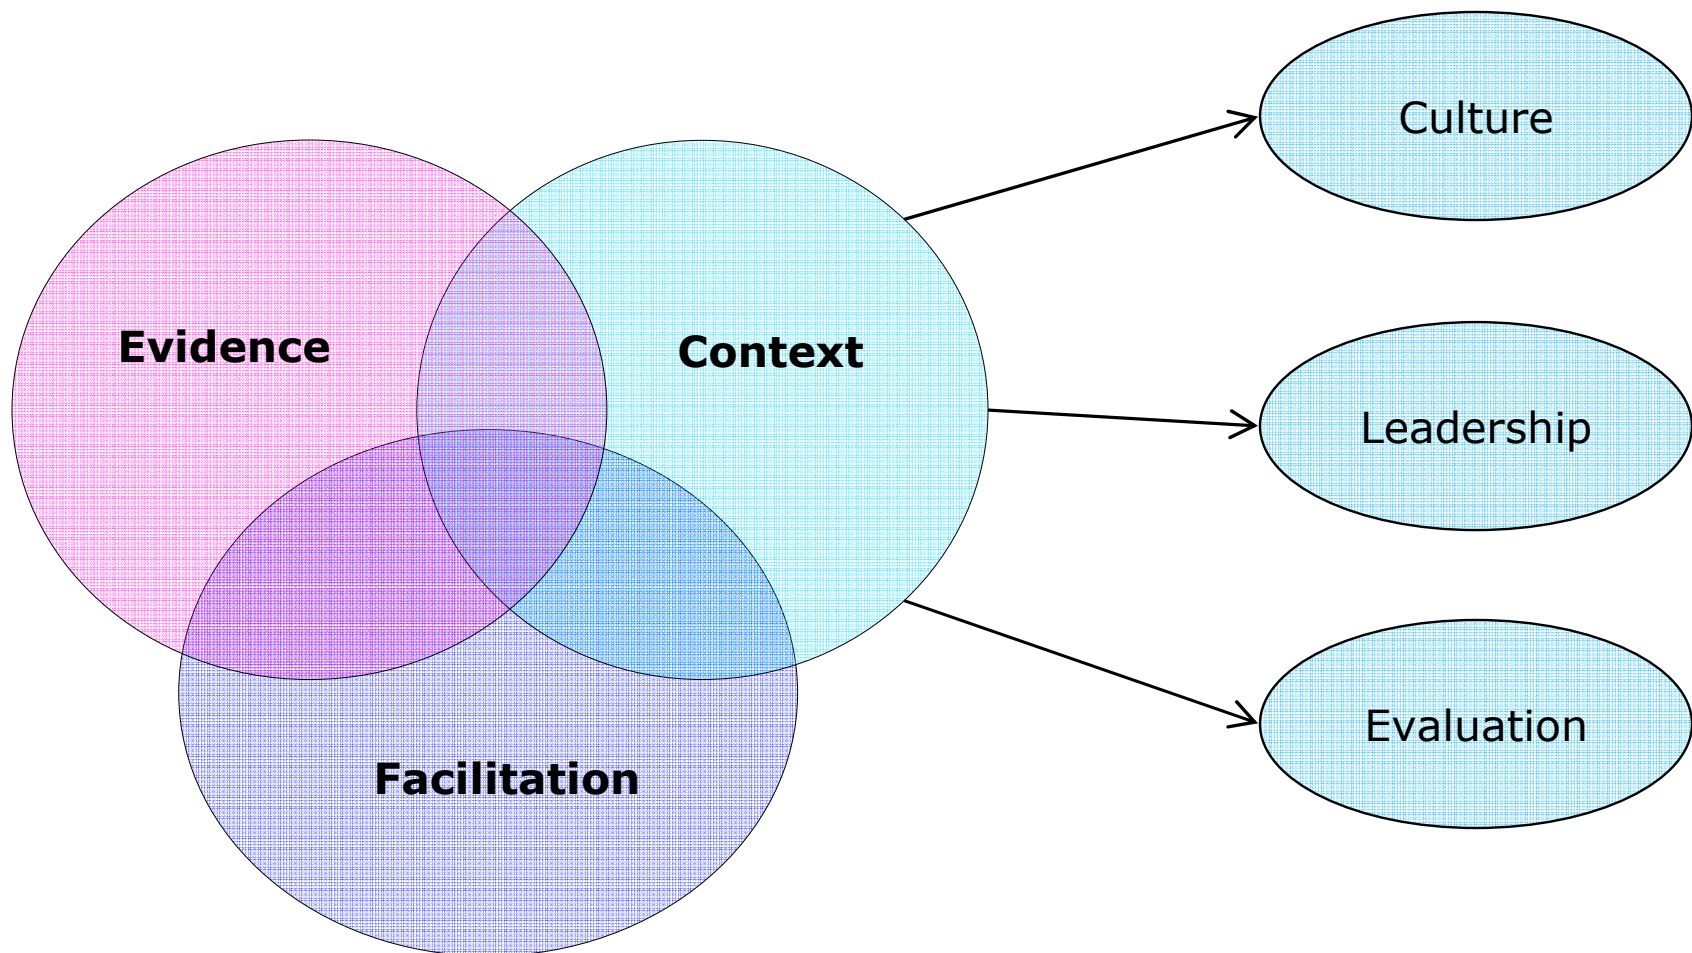 Culture
Evidence
Context
Leadership
Evaluation
Facilitation